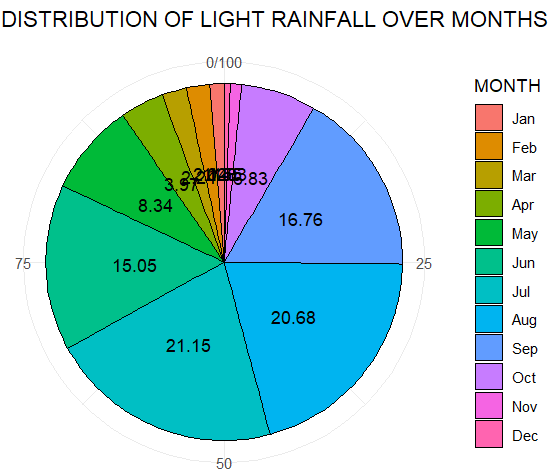 DISTRIBUTION OF LIGHT RAINFALL OVER MONTHS
0/100
MONTH
Jan
Feb
Mar
Apr
May
Jun
Jul
Aug
Sep
Oct
Nov
Dec
3.97
6.83
8.34
16.76
75
15.05
25
20.68
21.15
50